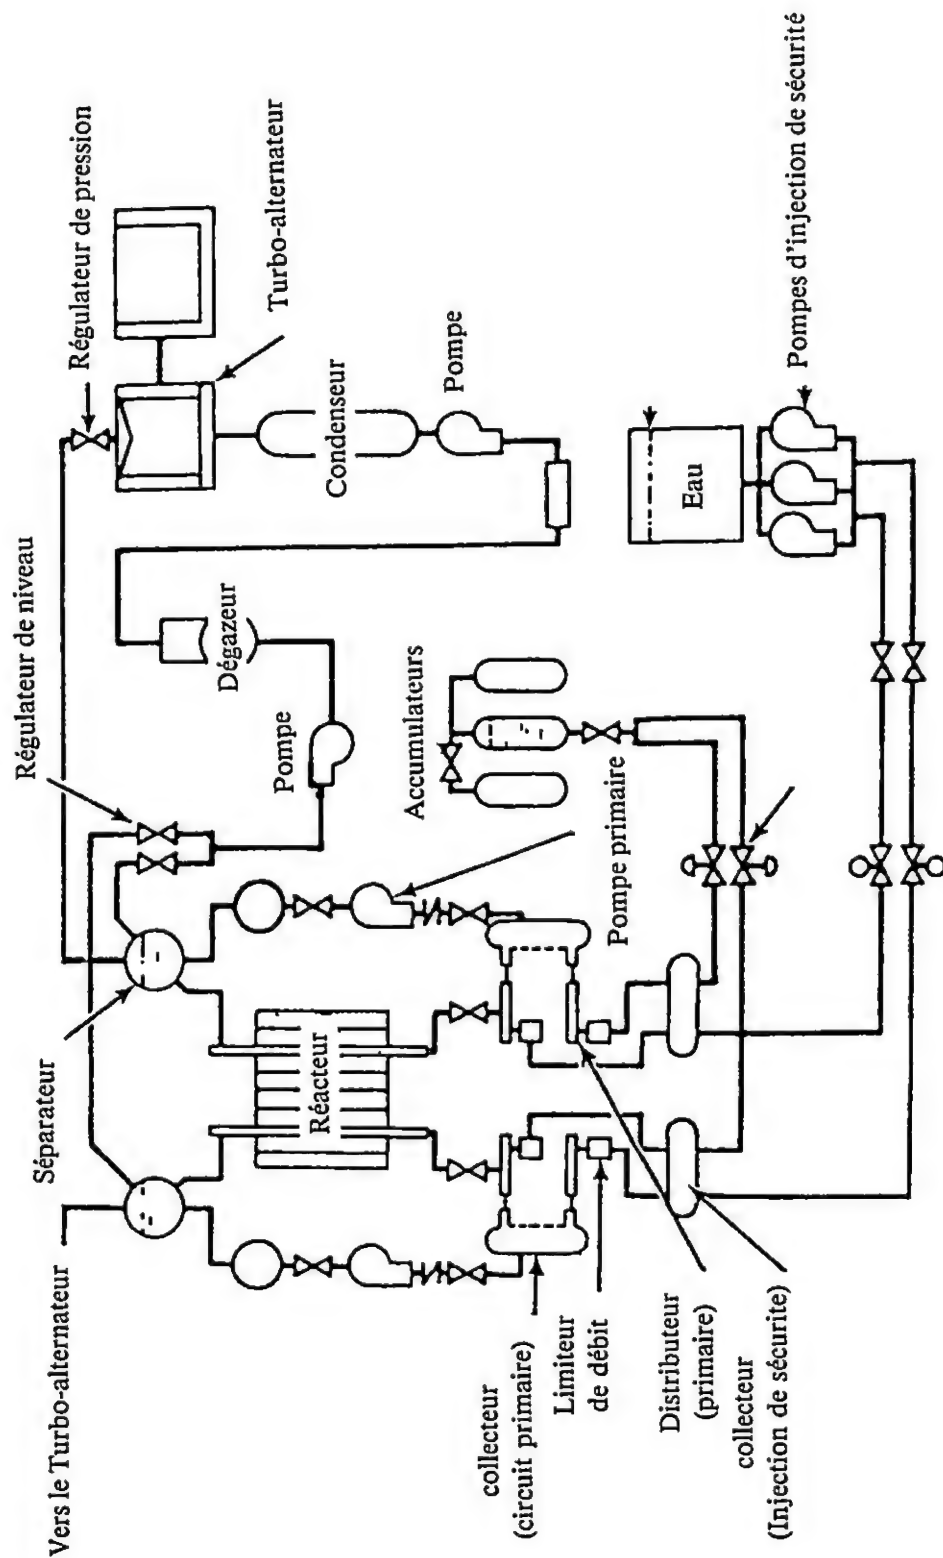 Vers le Turbo-alternateur
Séparateur
Régulateur de niveau
Régulateur de pression
Turbo-alternateur
Condenseur
Pompe
Dégazeur
Pompe
Réacteur
Accumulateurs
Pompe primaire
Eau
Pompes d'injection de sécurité
collecteur
(circuit primaire)
Limiteur
de débit
Distributeur
(primaire)
collecteur
(Injection de sécurite)